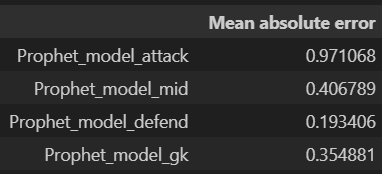 Mean absolute error
Prophet_model_attack 0.971068
Prophet_model_mid 0.406789
Prophet_model_defend 0.193406
Prophet_model_gk 0.354881